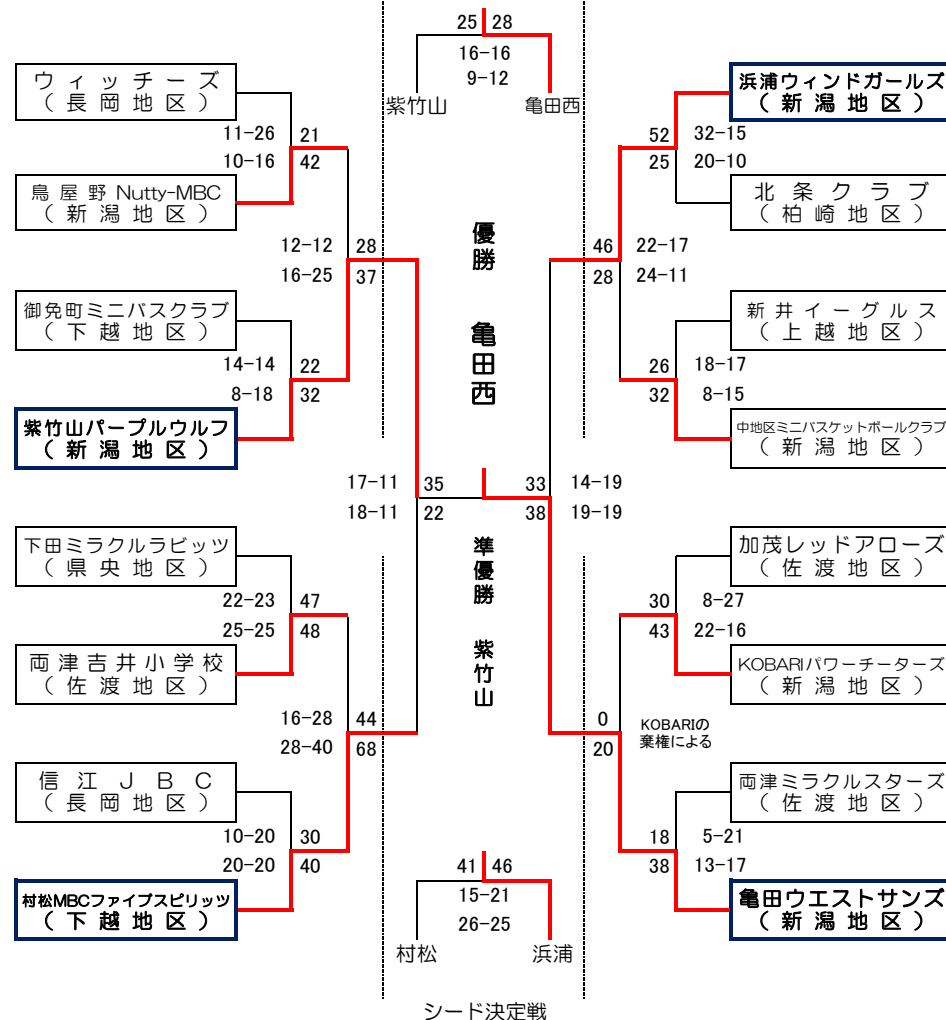 25 28
16-16
9-12
紫竹山 亀田西
ウィッチーズ
(長岡地区)
11-26 21
10-16 42
鳥屋野 Nutty-MBC
(新潟地区)
12-12 28
16-25 37
御免町ミニバスクラブ
(下越地区)
14-14 22
8-18 32
紫竹山パープルウルフ
(新潟地区)
17-11 35
18-11 22
下田ミラクルラビッツ
(県央地区)
22-23 47
25-25 48
両津吉井小学校
(佐渡地区)
16-28 44
28-40 68
信江JBC
(長岡地区)
10-20 30
20-20 40
村松MBCファイブスピリッツ
(下越地区)
優勝 亀田西
準優勝 紫竹山
浜浦ウィンドガールズ
(新潟地区)
52 32-15
25 20-10
北条クラブ
(柏崎地区)
46 22-17
28 24-11
新井イーグルス
(上越地区)
26 18-17
32 8-15
中地区ミニバスケットボールクラブ
(新潟地区)
33 14-19
38 19-19
加茂レッドアローズ
(佐渡地区)
30 8-27
43 22-16
KOBARIパワーチーターズ
(新潟地区)
0 KOBARIの
20 棄権による
両津ミラクルスターズ
(佐渡地区)
18 5-21
38 13-17
亀田ウエストサンズ
(新潟地区)
41 46
15-21
26-25
村松 浜浦
シード決定戦